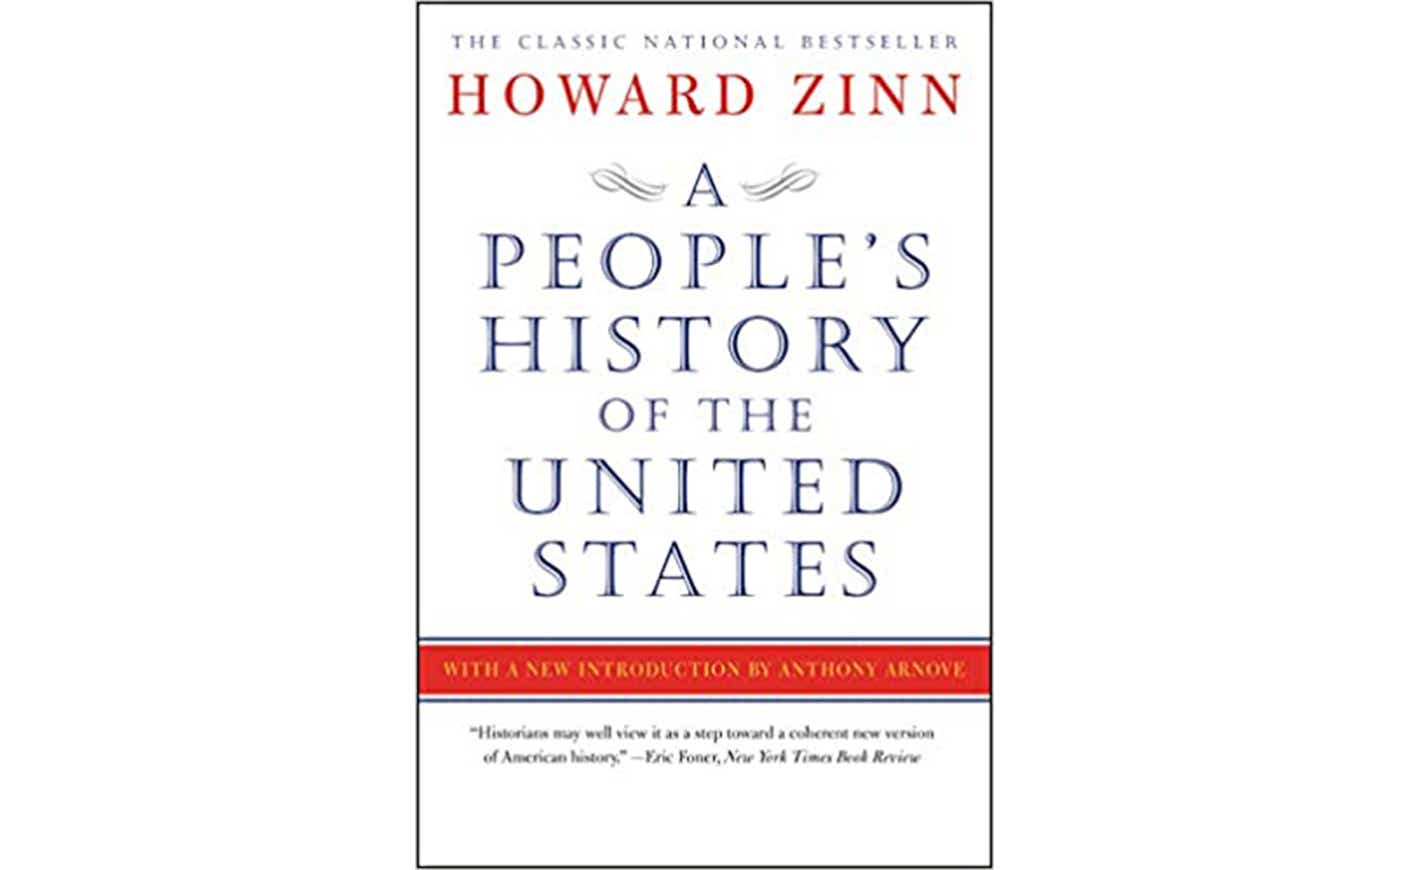 THE CLASSIC NATIONAL BESTSELLER
HOWARD ZINN
A
PEOPLE’S
HISTORY
OF THE
UNITED
STATES
WITH A NEW INTRODUCTION BY ANTHONY ARNOVE
“Historians may well view it as a step toward a coherent new version
of American history.” —Eric Foner, New York Times Book Review